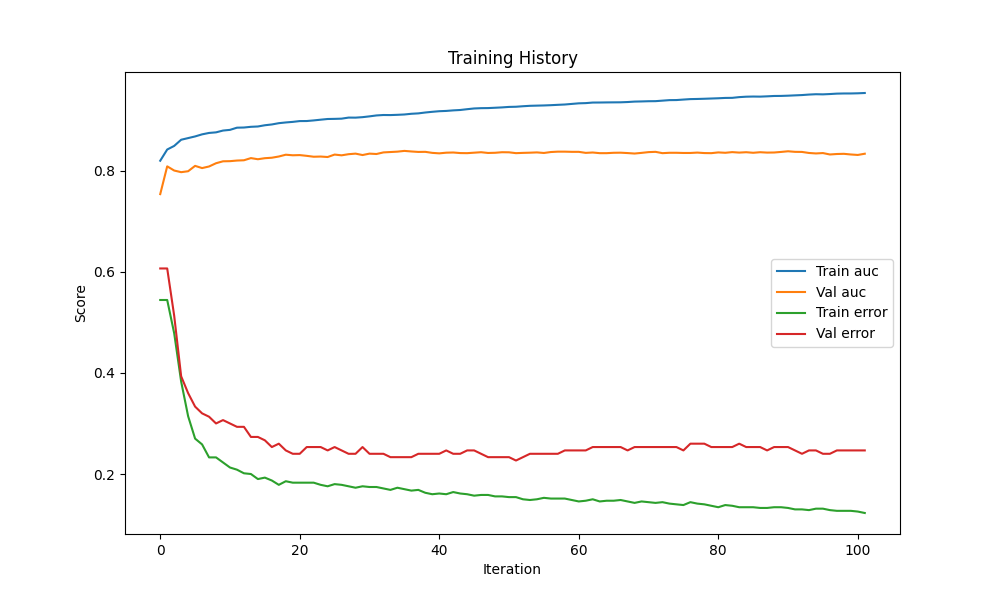 Training History
Score
0.8
0.6
0.4
0.2
Train auc
Val auc
Train error
Val error
0 20 40 60 80 100
Iteration